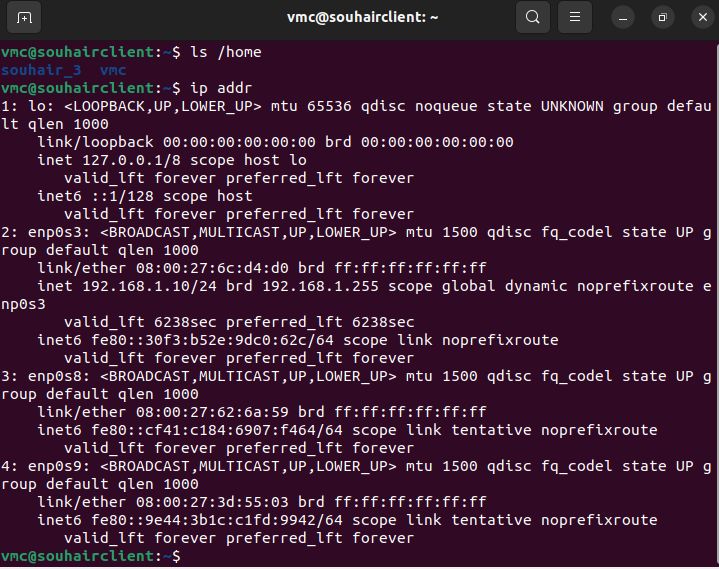 vmc@souhairclient: ~
vmc@souhairclient:~$ ls /home
souhair_3  vmc
vmc@souhairclient:~$ ip addr
1: lo: <LOOPBACK,UP,LOWER_UP> mtu 65536 qdisc noqueue state UNKNOWN group defau
lt qlen 1000
    link/loopback 00:00:00:00:00:00 brd 00:00:00:00:00:00
    inet 127.0.0.1/8 scope host lo
       valid_lft forever preferred_lft forever
    inet6 ::1/128 scope host
       valid_lft forever preferred_lft forever
2: enp0s3: <BROADCAST,MULTICAST,UP,LOWER_UP> mtu 1500 qdisc fq_codel state UP g
roup default qlen 1000
    link/ether 08:00:27:6c:d4:d0 brd ff:ff:ff:ff:ff:ff
    inet 192.168.1.10/24 brd 192.168.1.255 scope global dynamic noprefixroute e
np0s3
       valid_lft 6238sec preferred_lft 6238sec
    inet6 fe80::30f3:b52e:9dc0:62c/64 scope link noprefixroute
       valid_lft forever preferred_lft forever
3: enp0s8: <BROADCAST,MULTICAST,UP,LOWER_UP> mtu 1500 qdisc fq_codel state UP g
roup default qlen 1000
    link/ether 08:00:27:62:6a:59 brd ff:ff:ff:ff:ff:ff
    inet6 fe80::cf41:c184:6907:f464/64 scope link tentative noprefixroute
       valid_lft forever preferred_lft forever
4: enp0s9: <BROADCAST,MULTICAST,UP,LOWER_UP> mtu 1500 qdisc fq_codel state UP g
roup default qlen 1000
    link/ether 08:00:27:3d:55:03 brd ff:ff:ff:ff:ff:ff
    inet6 fe80::9e44:3b1c:c1fd:9942/64 scope link tentative noprefixroute
       valid_lft forever preferred_lft forever
vmc@souhairclient:~$